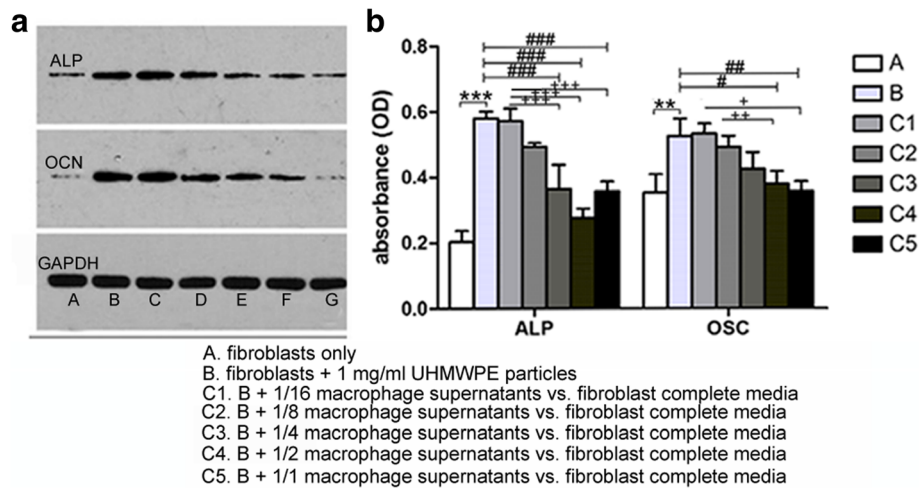 a
ALP
OCN
GAPDH
A B C D E F G
b
absorbance (OD)
0.8
0.6
0.4
0.2
0.0
###
###
###
+++
+++
+++
***
##
#
+
++
**
ALP
OSC
A
B
C1
C2
C3
C4
C5
A. fibroblasts only
B. fibroblasts + 1 mg/ml UHMWPE particles
C1. B + 1/16 macrophage supernatants vs. fibroblast complete media
C2. B + 1/8 macrophage supernatants vs. fibroblast complete media
C3. B + 1/4 macrophage supernatants vs. fibroblast complete media
C4. B + 1/2 macrophage supernatants vs. fibroblast complete media
C5. B + 1/1 macrophage supernatants vs. fibroblast complete media